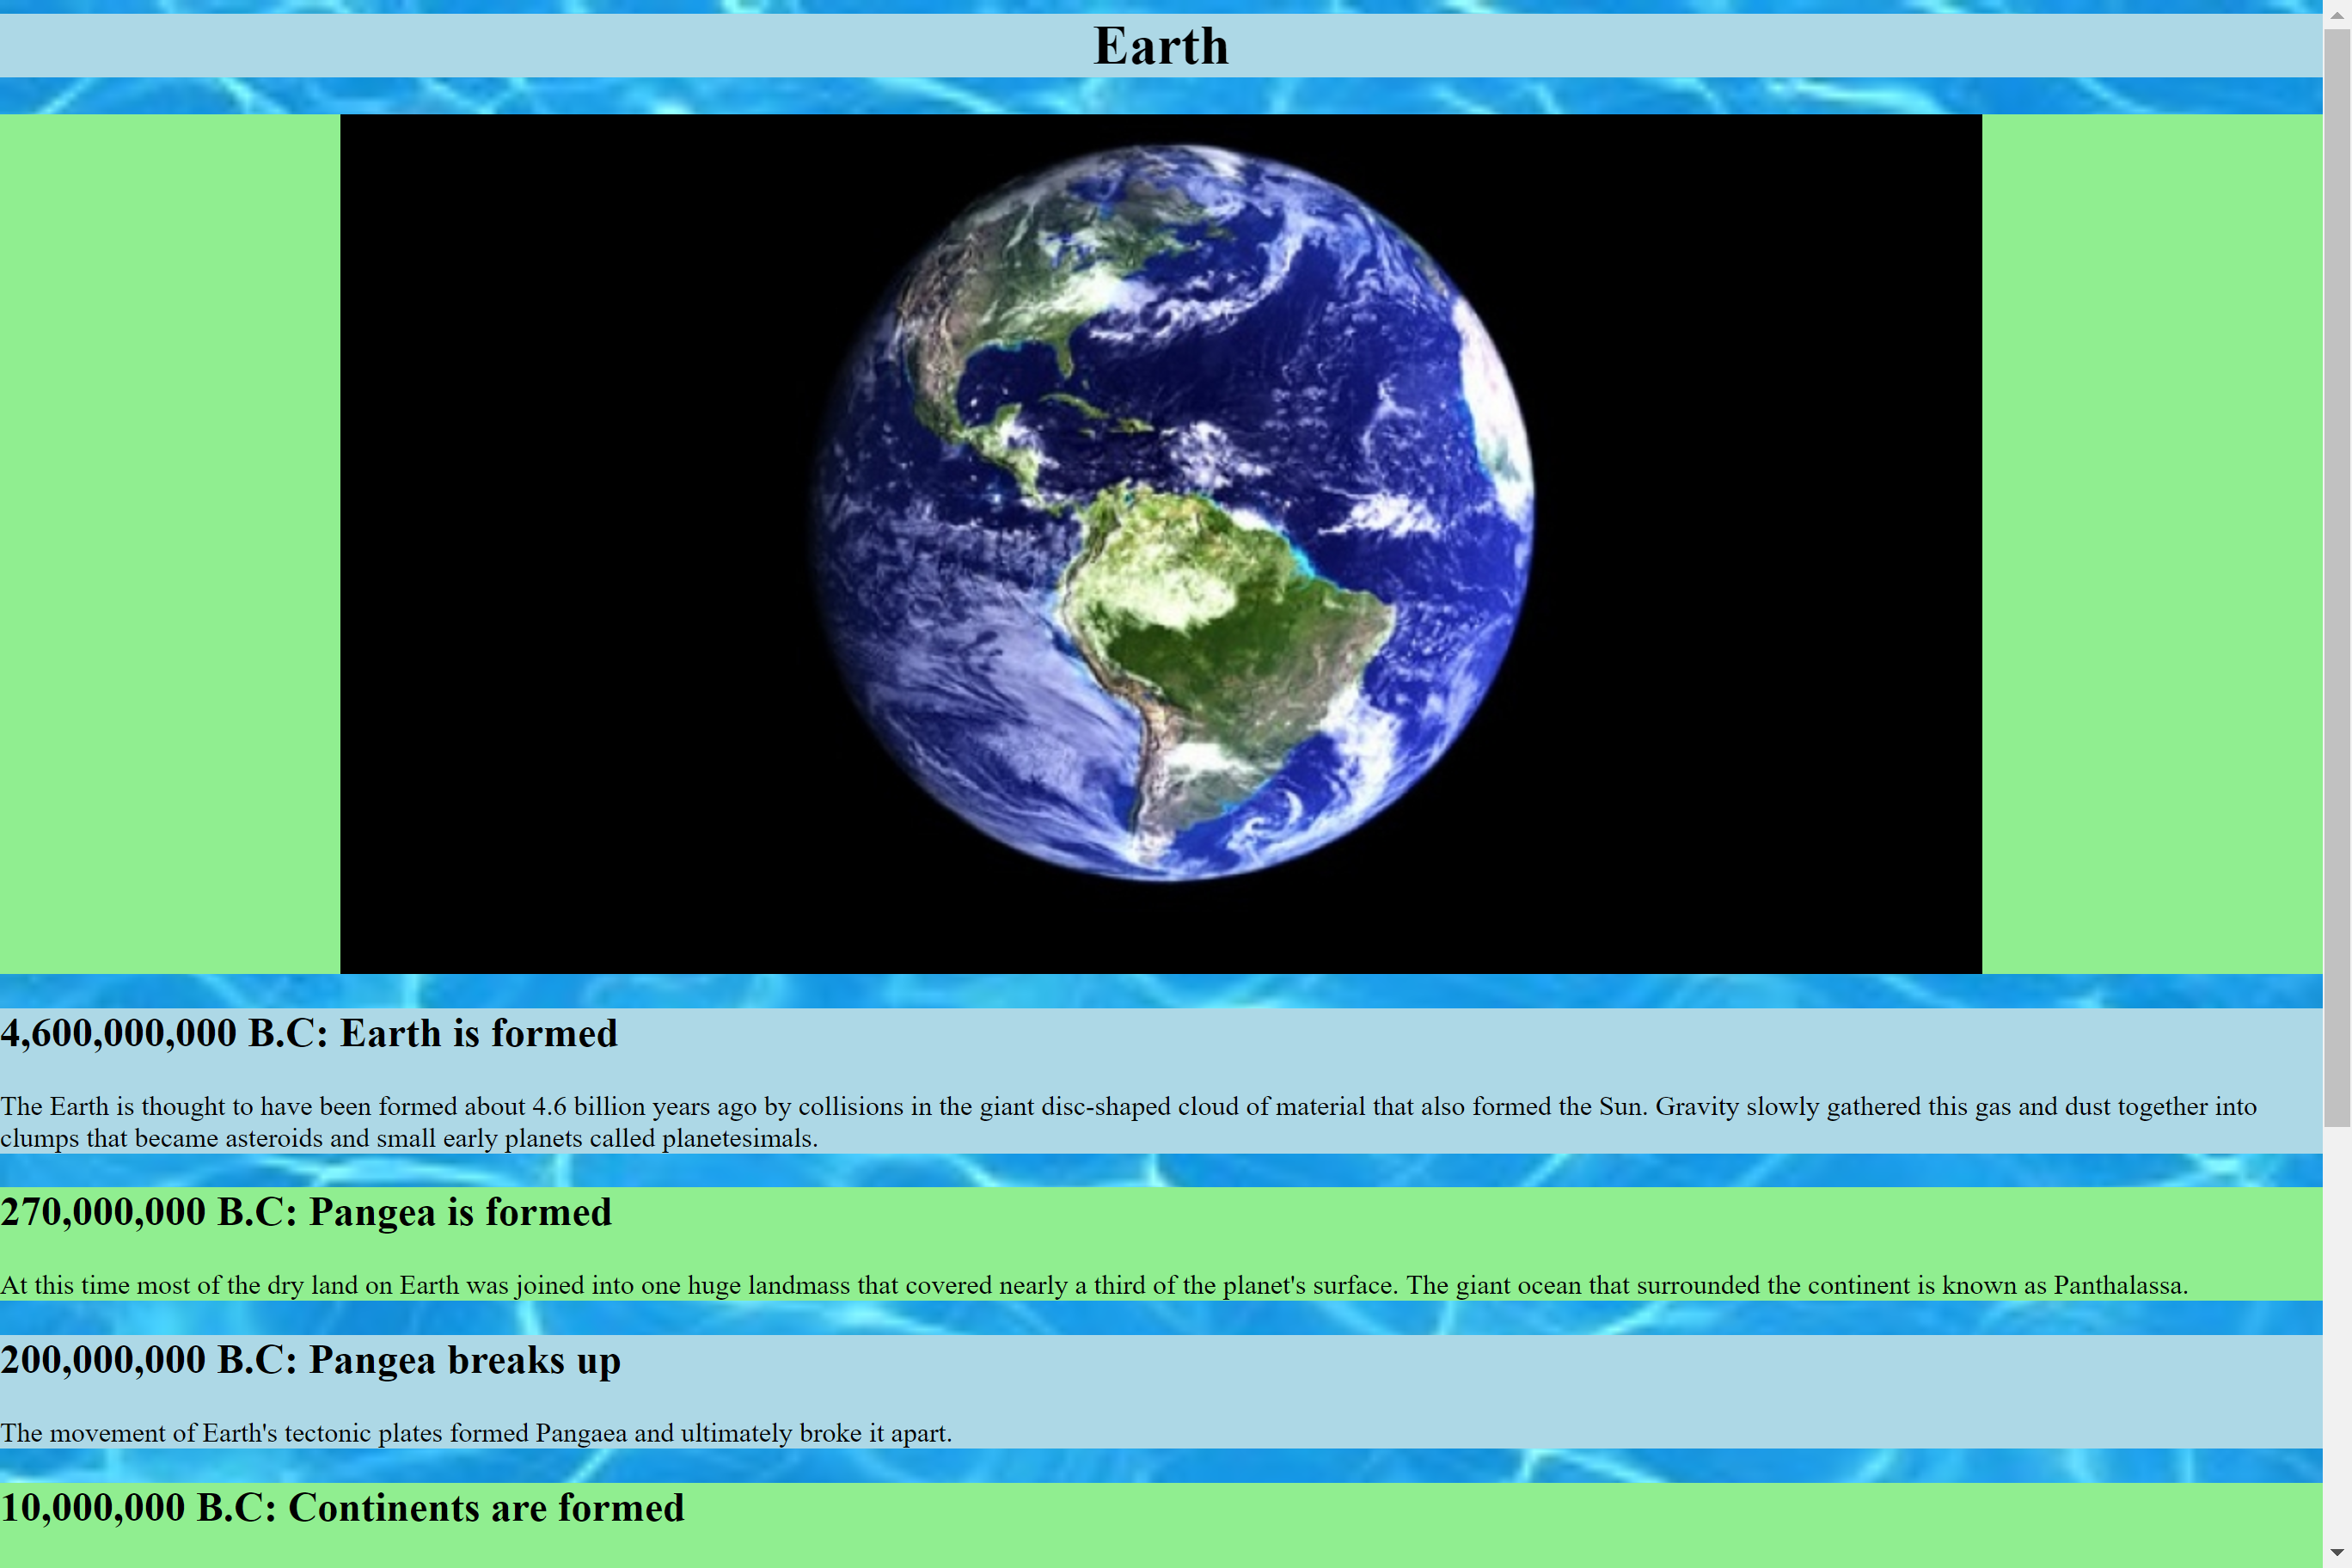 Earth
4,600,000,000 B.C: Earth is formed
The Earth is thought to have been formed about 4.6 billion years ago by collisions in the giant disc-shaped cloud of material that also formed the Sun. Gravity slowly gathered this gas and dust together into
clumps that became asteroids and small early planets called planetesimals.
270,000,000 B.C: Pangea is formed
At this time most of the dry land on Earth was joined into one huge landmass that covered nearly a third of the planet's surface. The giant ocean that surrounded the continent is known as Panthalassa.
200,000,000 B.C: Pangea breaks up
The movement of Earth's tectonic plates formed Pangaea and ultimately broke it apart.
10,000,000 B.C: Continents are formed